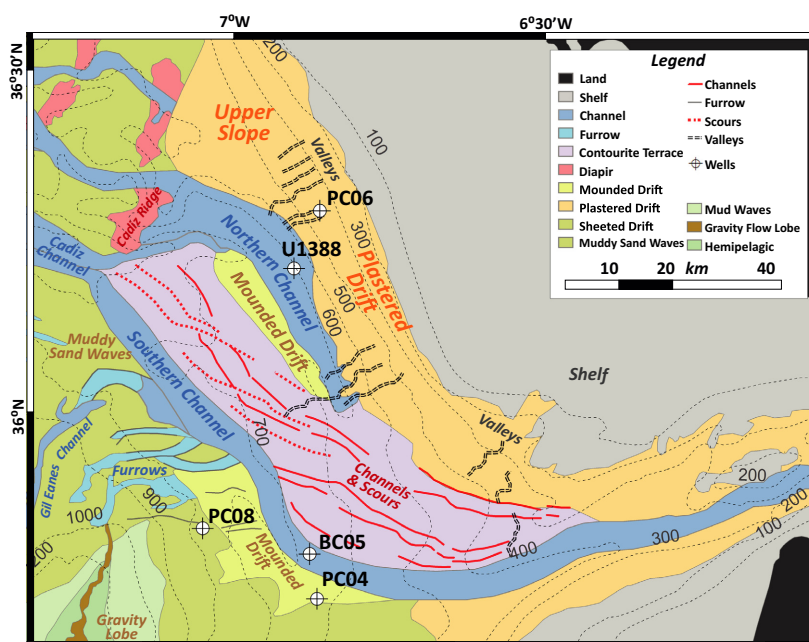 7°W
6°30'W
36°30'N
36°N
200
100
Upper
Slope
Valleys
PC06
300
Cadiz Ridge
Northern Channel
U1388
Cadiz
Channel
Plastered
Drift
500
600
Mounded Drift
Muddy
Sand Waves
Southern Channel
Shelf
700
Valleys
Gil Eanes Channel
Furrows
Channels
& Scours
900
1000
200
PC08
BC05
PC04
Mounded
Drift
Gravity
Lobe
400
300
200
100
200
Legend
Land
Shelf
Channel
Furrow
Contourite Terrace
Diapir
Mounded Drift
Plastered Drift
Sheeted Drift
Muddy Sand Waves
Channels
Furrow
Scours
Valleys
Wells
Mud Waves
Gravity Flow Lobe
Hemipelagic
10 20 km 40